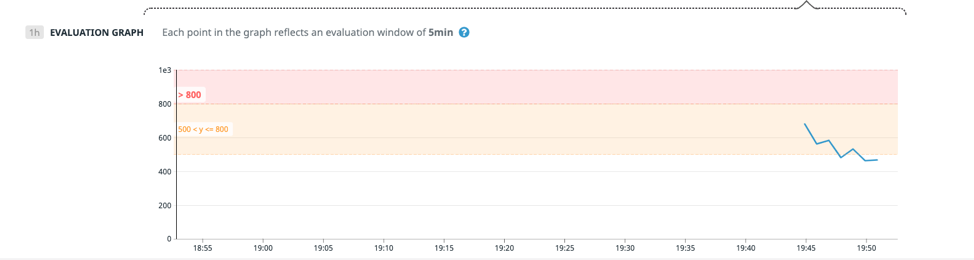 1h EVALUATION GRAPH Each point in the graph reflects an evaluation window of 5min ?
1e3
> 800
800
500 < y <= 800
600
400
200
0
18:55 19:00 19:05 19:10 19:15 19:20 19:25 19:30 19:35 19:40 19:45 19:50